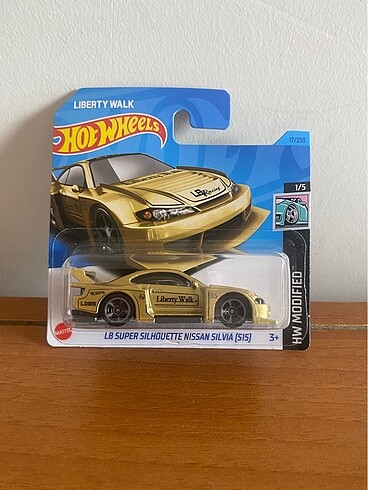 LIBERTY WALK
HOT WHEELS
17/250
1/5
LB Racing
HW MODIFIED
LBWK
Liberty Walk
MATTEL
LB SUPER SILHOUETTE NISSAN SILVIA [S15]
3+